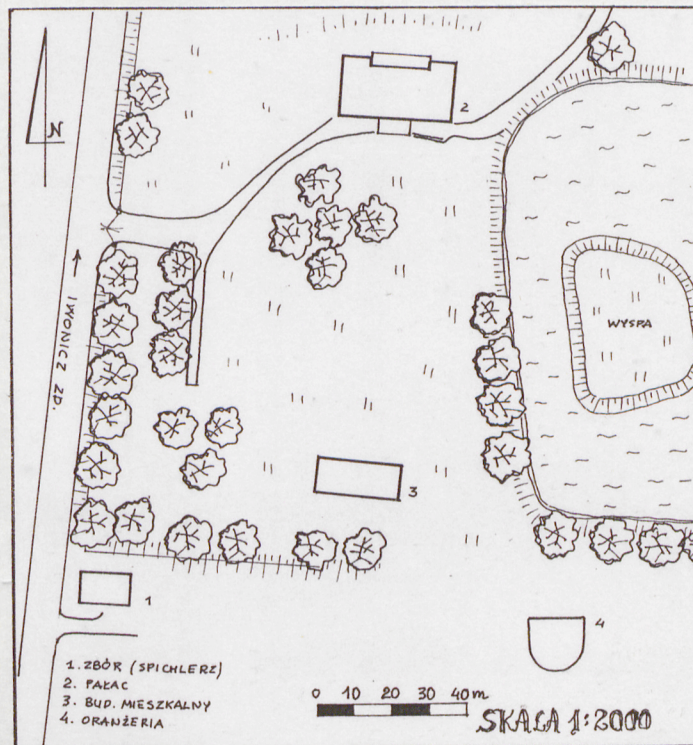 N
2
→ IWONICZ ZD.
WYSPA
3
1
4
1. ZBÓR (SPICHLERZ)
2. PAŁAC
3. BUD. MIESZKALNY
4. ORANŻERIA
0 10 20 30 40m
SKALA 1:2000